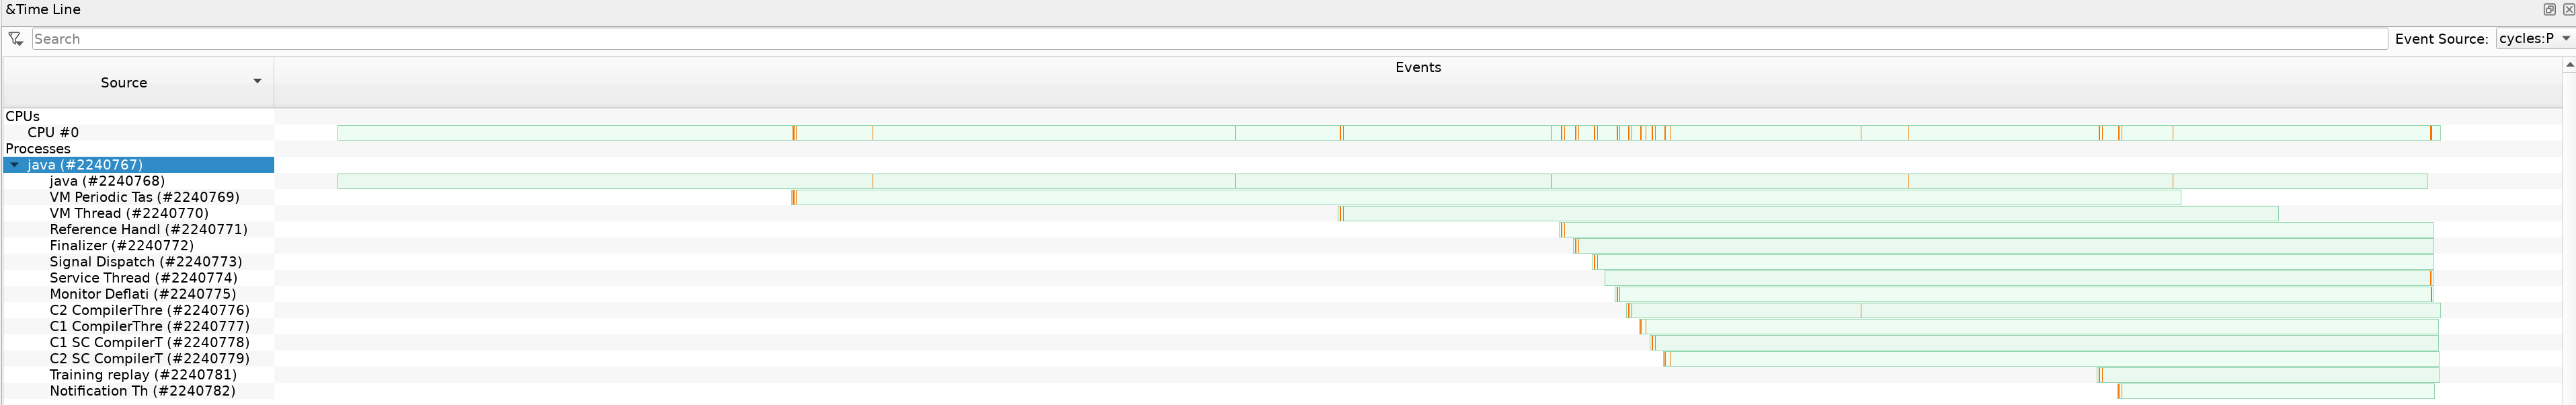 &Time Line
Search
Event Source: cycles:P
Source
Events
CPUs
CPU #0
Processes
java (#2240767)
java (#2240768)
VM Periodic Tas (#2240769)
VM Thread (#2240770)
Reference Handl (#2240771)
Finalizer (#2240772)
Signal Dispatch (#2240773)
Service Thread (#2240774)
Monitor Deflati (#2240775)
C2 CompilerThre (#2240776)
C1 CompilerThre (#2240777)
C1 SC CompilerT (#2240778)
C2 SC CompilerT (#2240779)
Training replay (#2240781)
Notification Th (#2240782)